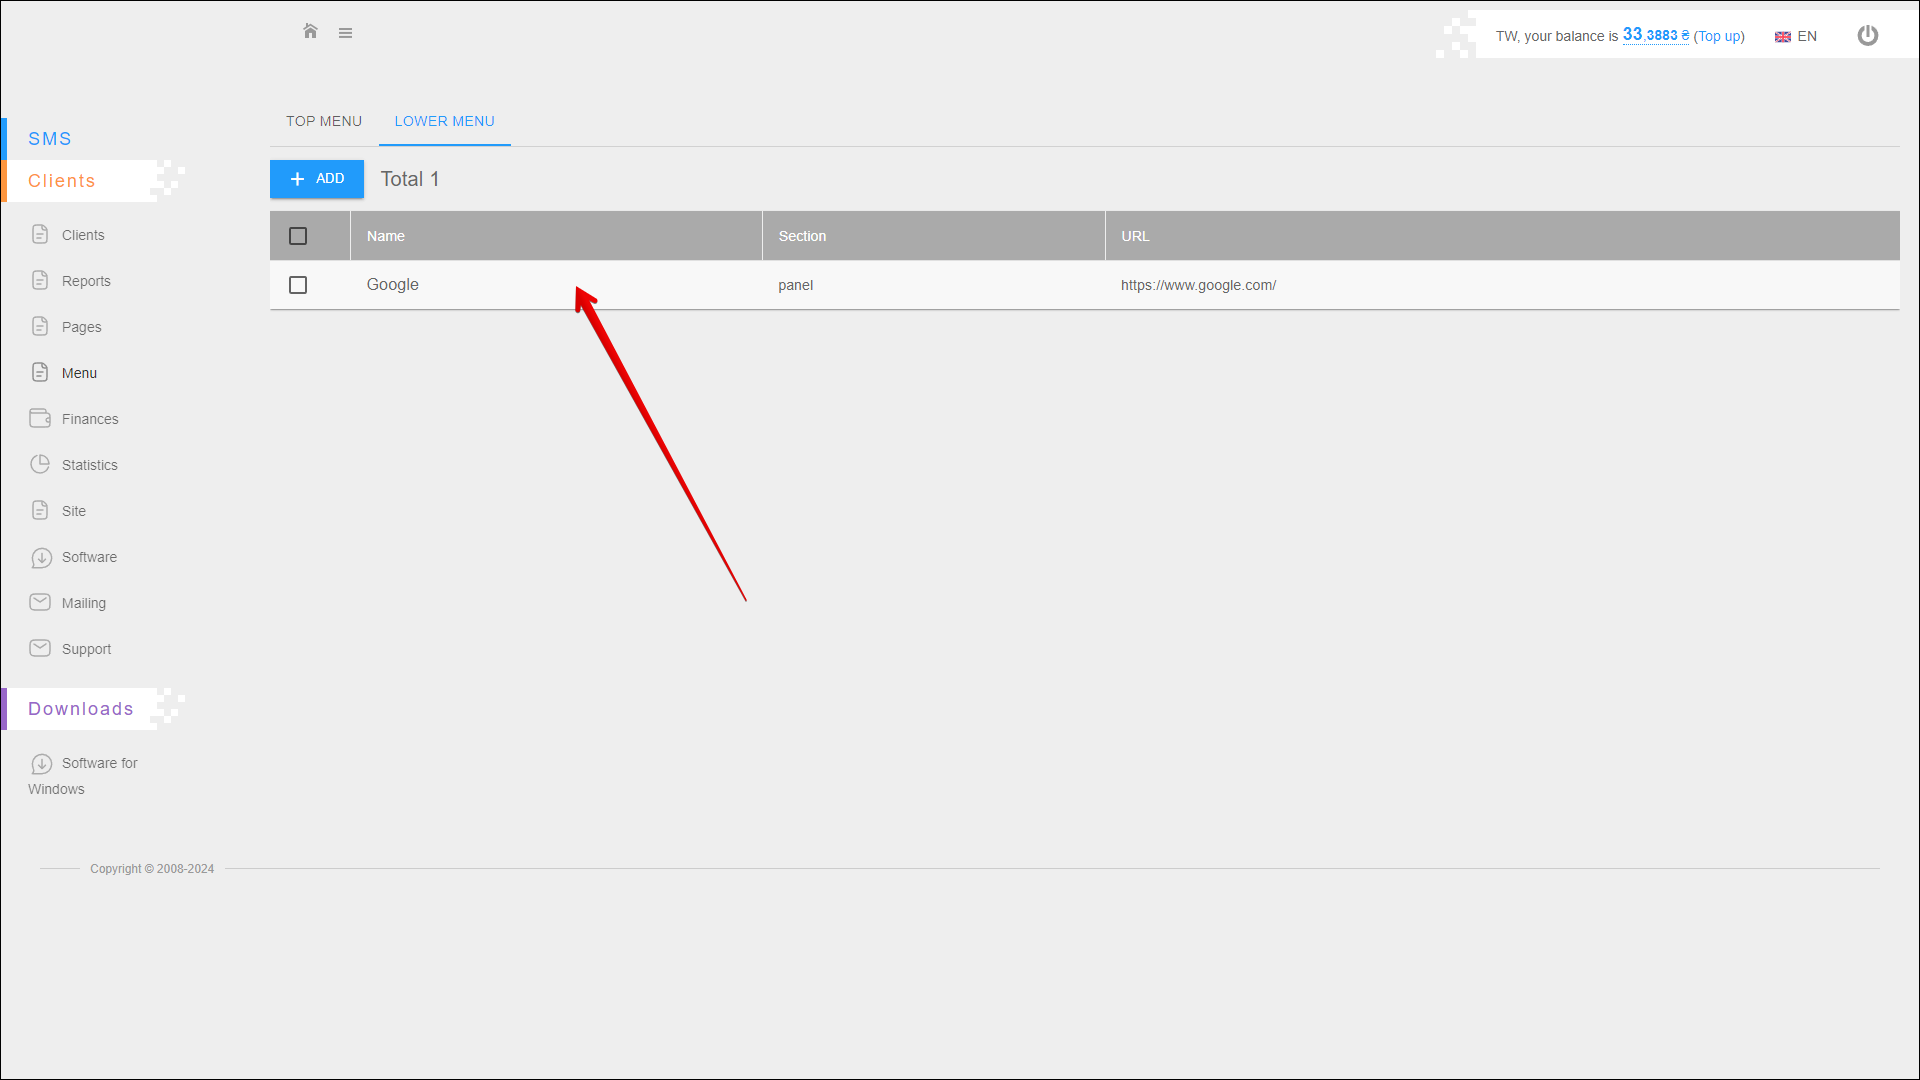 TW, your balance is 33,3883 ₴ (Top up)
EN
SMS
Clients
Clients
Reports
Pages
Menu
Finances
Statistics
Site
Software
Mailing
Support
Downloads
Software for
Windows
TOP MENU LOWER MENU
+ ADD Total 1
Name Section URL
Google panel https://www.google.com/
Copyright © 2008-2024